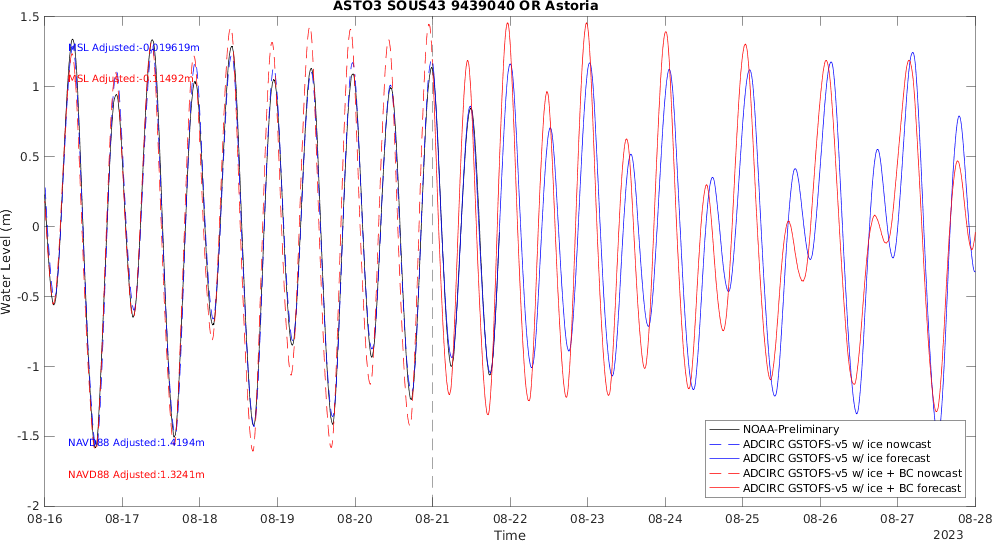 ASTO3 SOUS43 9439040 OR Astoria
1.5
MSL Adjusted:-0.019619m
MSL Adjusted:-0.11492m
1
0.5
0
-0.5
-1
-1.5
-2
Water Level (m)
NAVD88 Adjusted:1.4194m
NAVD88 Adjusted:1.3241m
NOAA-Preliminary
ADCIRC GSTOFS-v5 w/ ice nowcast
ADCIRC GSTOFS-v5 w/ ice forecast
ADCIRC GSTOFS-v5 w/ ice + BC nowcast
ADCIRC GSTOFS-v5 w/ ice + BC forecast
08-16 08-17 08-18 08-19 08-20 08-21 08-22 08-23 08-24 08-25 08-26 08-27 08-28
Time
2023